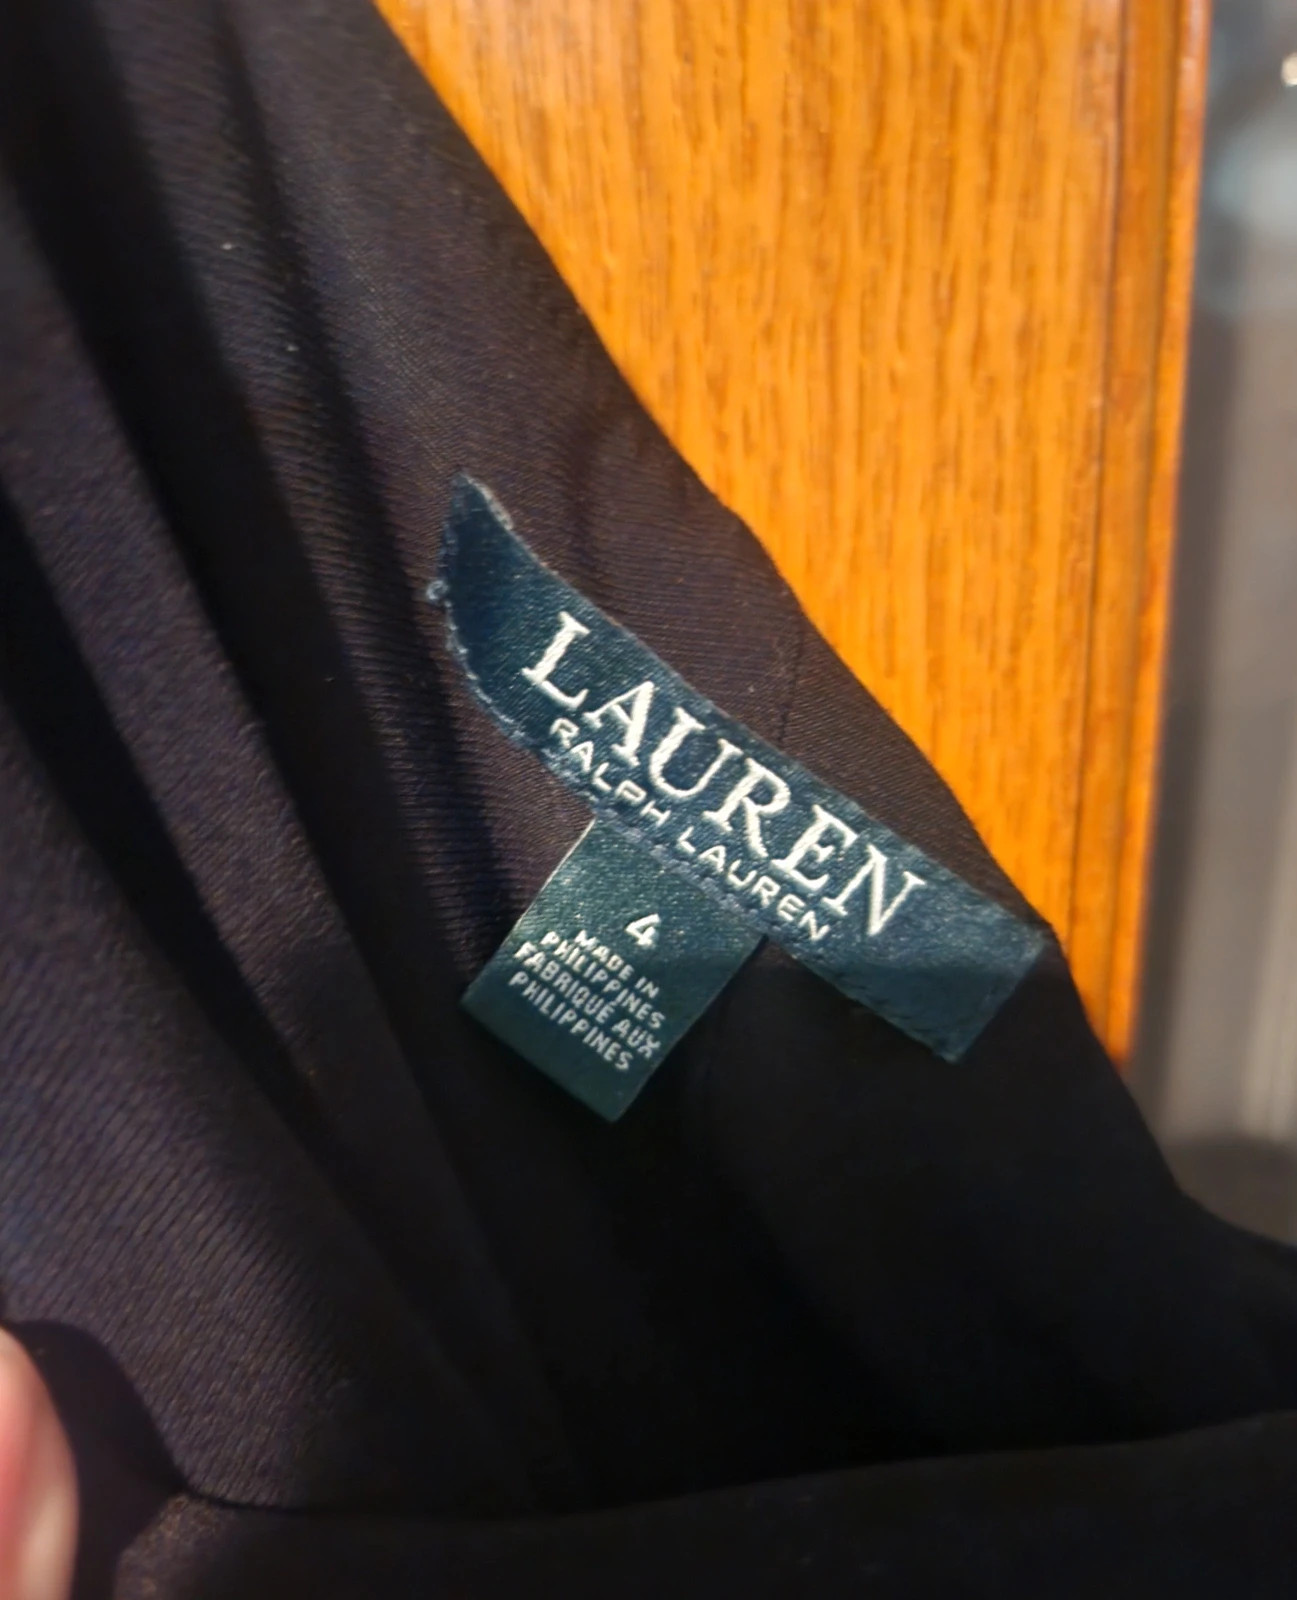 LAUREN
RALPH LAUREN
4
MADE IN
PHILIPPINES
FABRIQUE AUX
PHILIPPINES